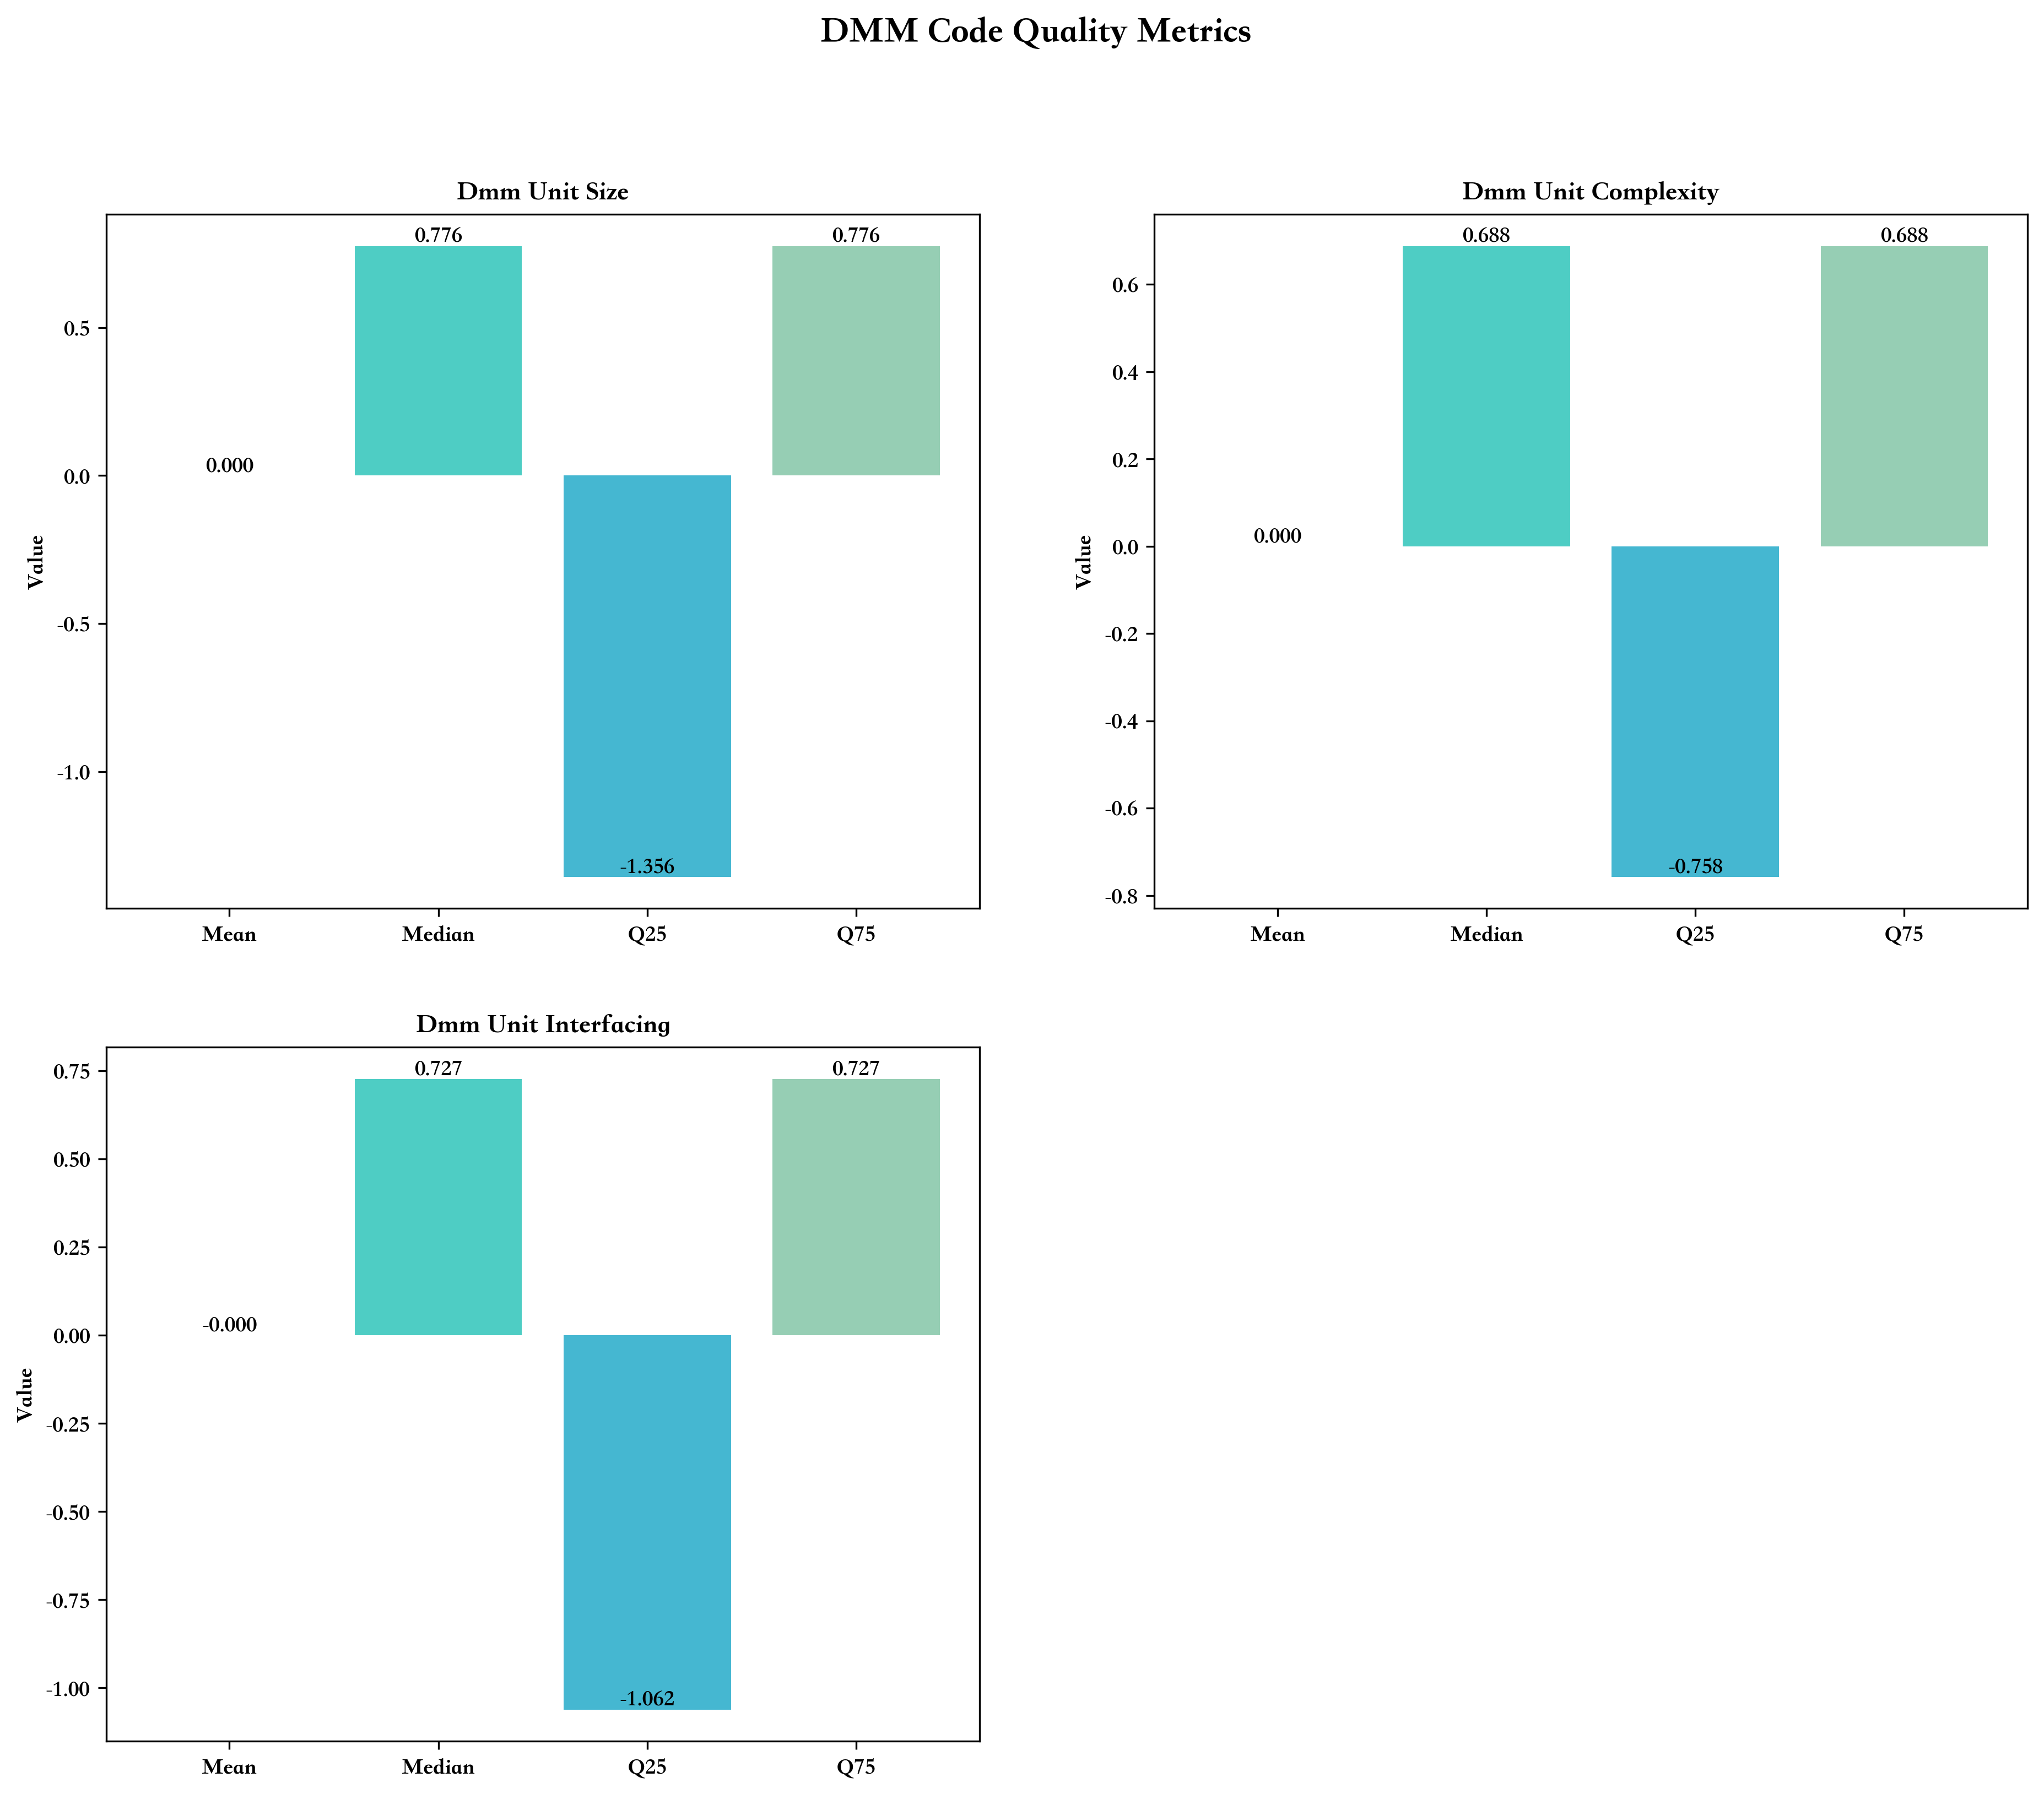 DMM Code Quality Metrics
Dmm Unit Size
Value
0.5
0.0
-0.5
-1.0
0.000
0.776
-1.356
0.776
Mean
Median
Q25
Q75
Dmm Unit Complexity
Value
0.6
0.4
0.2
0.0
-0.2
-0.4
-0.6
-0.8
0.000
0.688
-0.758
0.688
Mean
Median
Q25
Q75
Dmm Unit Interfacing
Value
0.75
0.50
0.25
0.00
-0.25
-0.50
-0.75
-1.00
-0.000
0.727
-1.062
0.727
Mean
Median
Q25
Q75